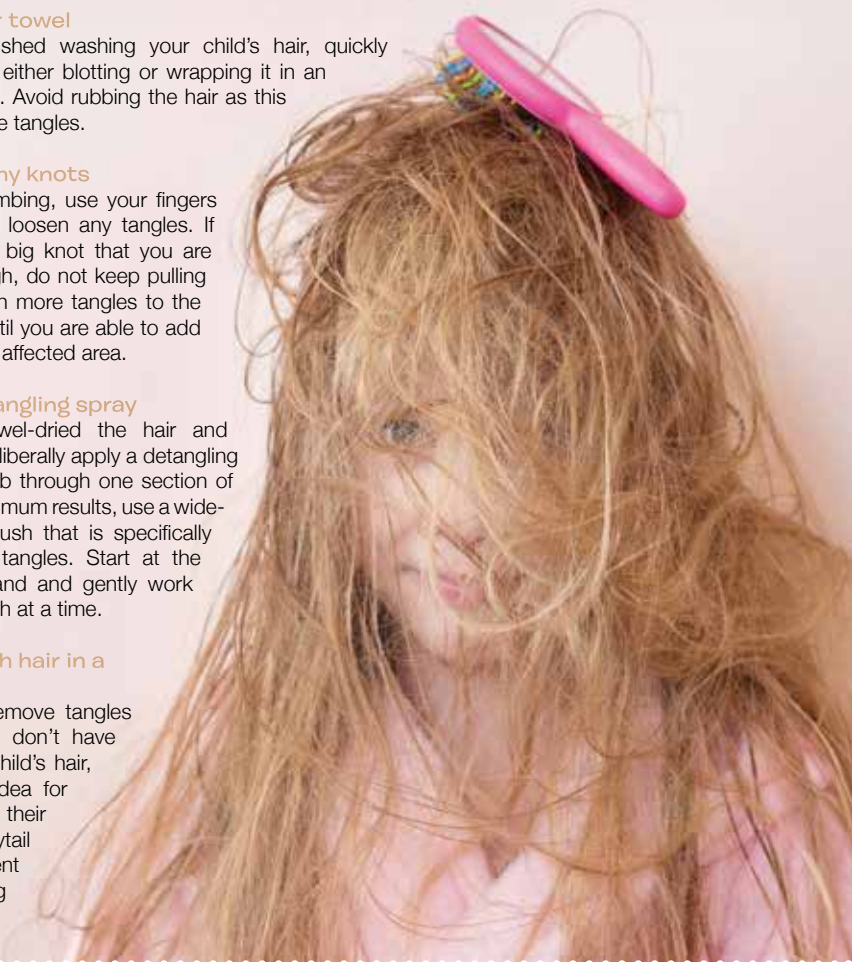 r towel
shed washing your child's hair, quickly
either blotting or wrapping it in an
. Avoid rubbing the hair as this
e tangles.
ny knots
mbing, use your fingers
loosen any tangles. If
big knot that you are
gh, do not keep pulling
n more tangles to the
til you are able to add
affected area.
angling spray
wel-dried the hair and
liberally apply a detangling
b through one section of
mum results, use a wide-
ush that is specifically
tangles. Start at the
and and gently work
h at a time.
h hair in a
emove tangles
don't have
hild's hair,
dea for
their
ytail
ent
g